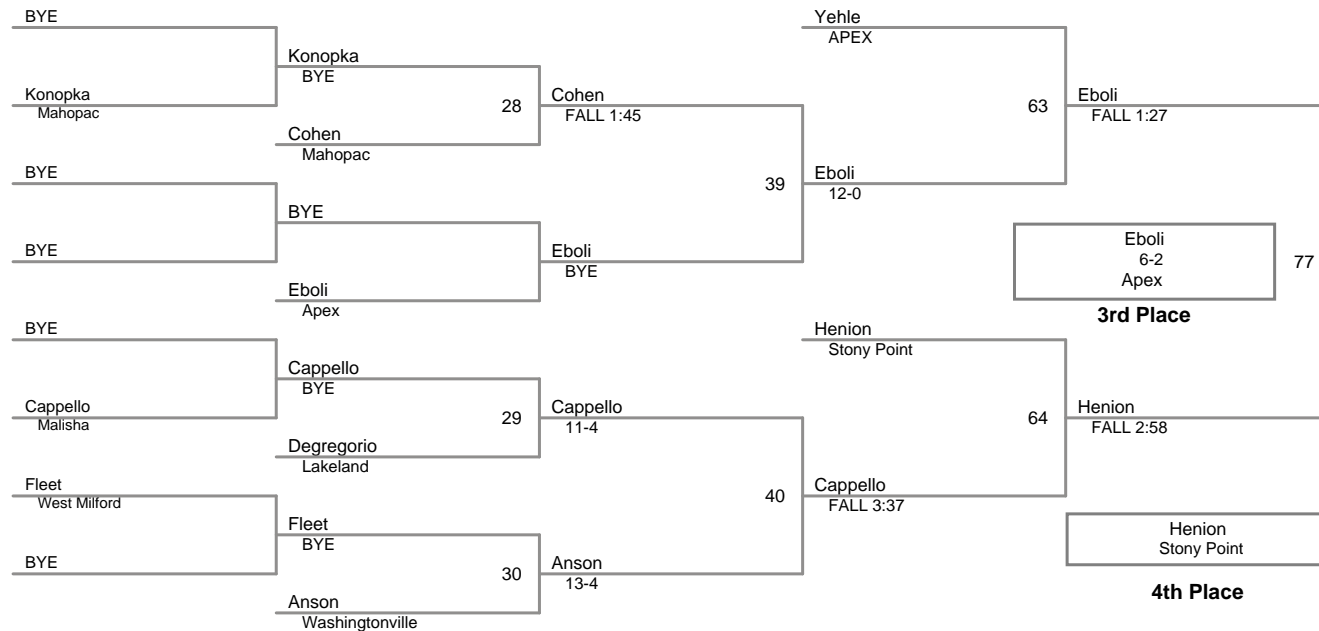 BYE
Konopka
Mahopac
BYE
BYE
BYE
Cappello
Malisha
Fleet
West Milford
BYE
Konopka
BYE
28
Cohen
Mahopac
BYE
Eboli
Apex
Cappello
BYE
29
Degregorio
Lakeland
Fleet
BYE
30
Anson
Washingtonville
Cohen
FALL 1:45
39
Eboli
BYE
Cappello
11-4
40
Anson
13-4
Yehle
APEX
63
Eboli
12-0
Henion
Stony Point
64
Cappello
FALL 3:37
Eboli
FALL 1:27
Eboli
6-2
Apex
77
3rd Place
Henion
FALL 2:58
Henion
Stony Point
4th Place